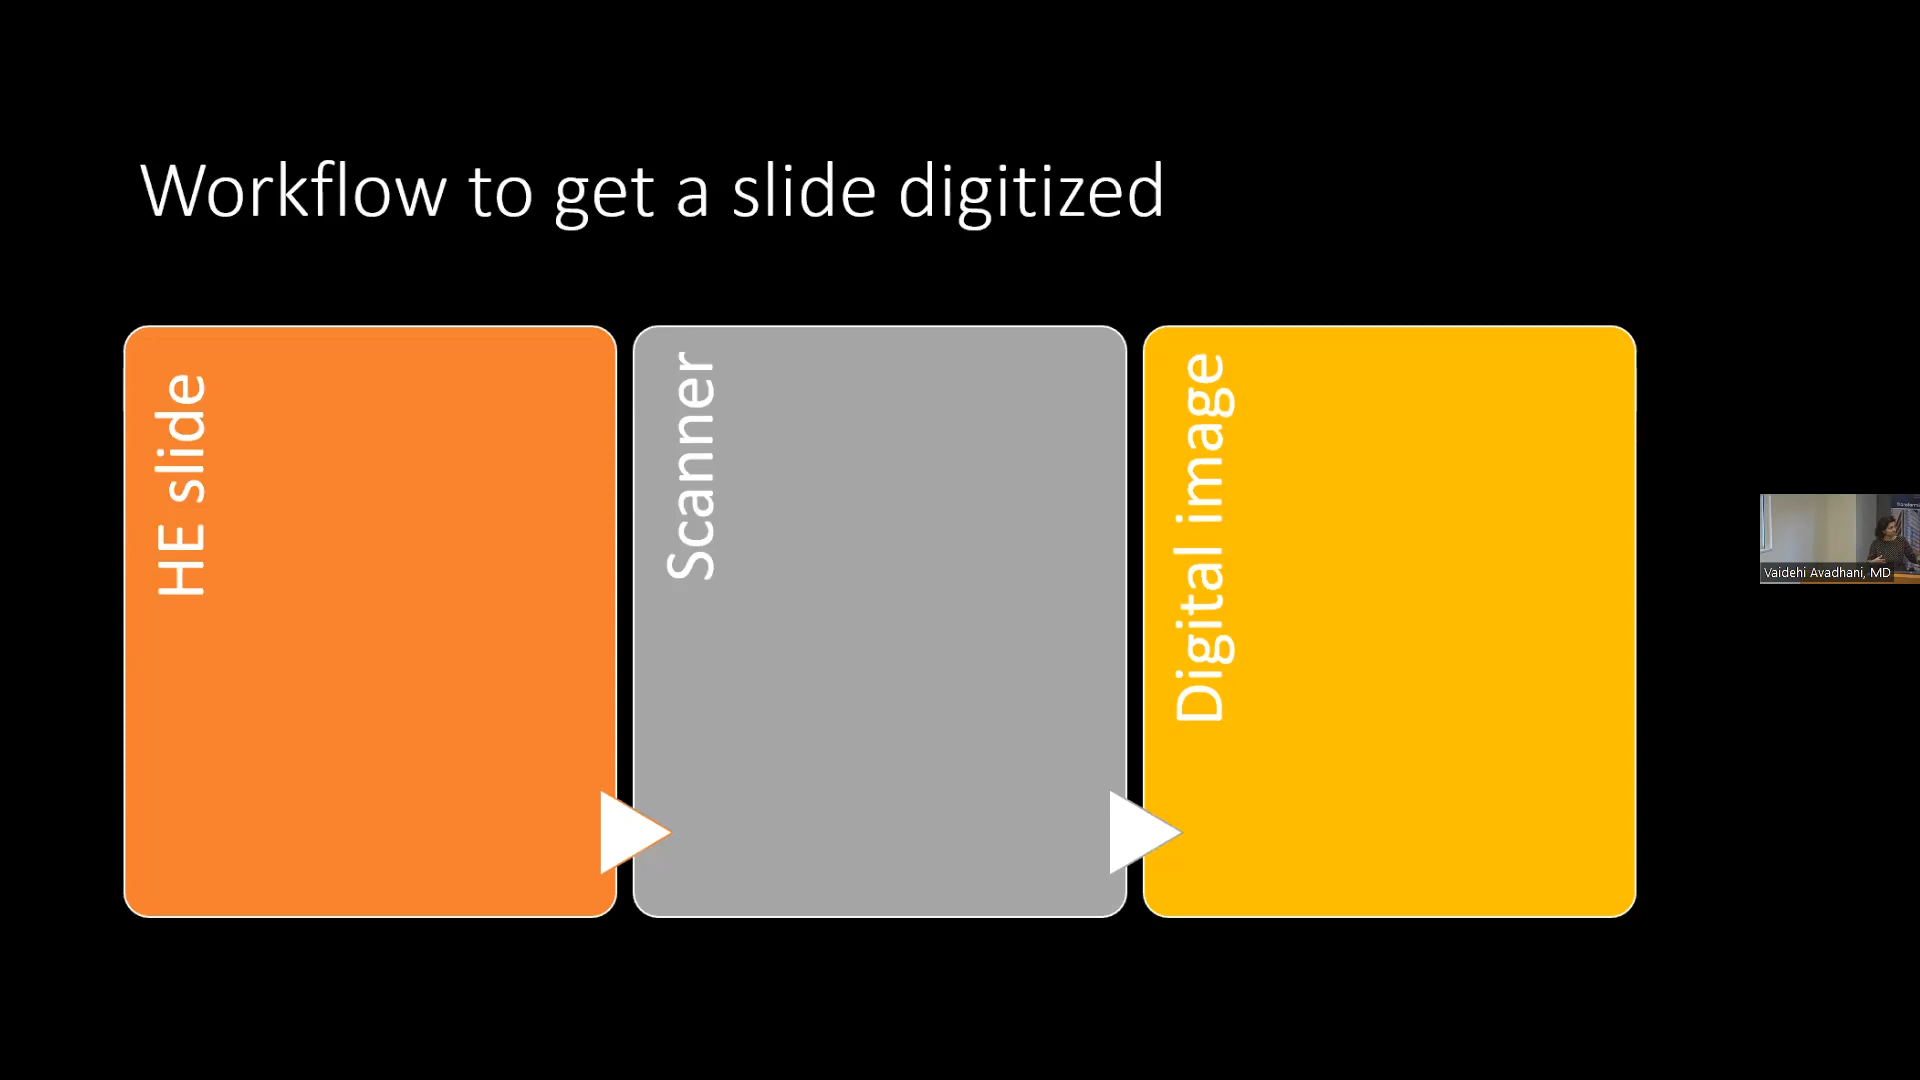 Workflow to get a slide digitized
HE slide
Scanner
Digital image
Vaidehi Avadhani, MD